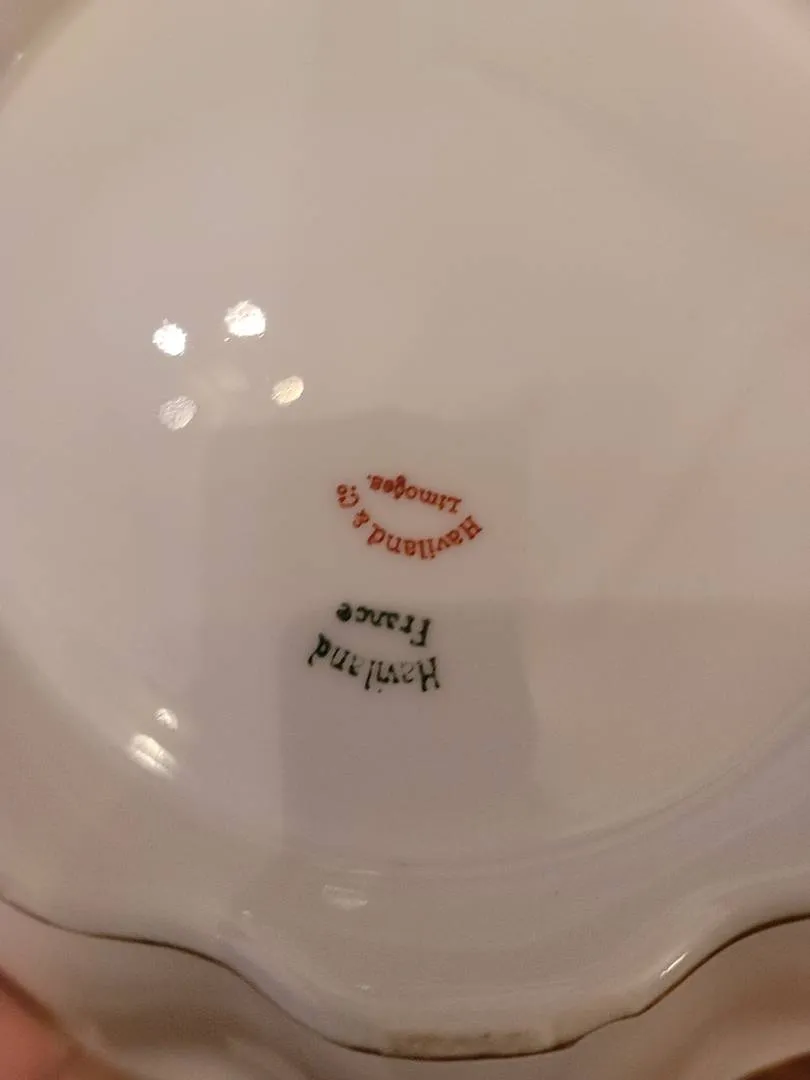 Haviland
France
Haviland & Co
Limoges.